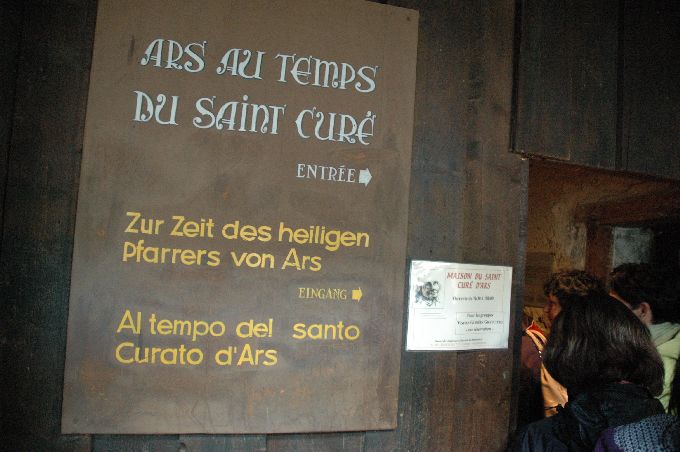 ARS AU TEMPS
DU SAINT CURÉ
ENTRÉE
Zur Zeit des heiligen
Pfarrers von Ars
EINGANG
Al tempo del santo
Curato d'Ars
MAISON DU SAINT
CURÉ D'ARS